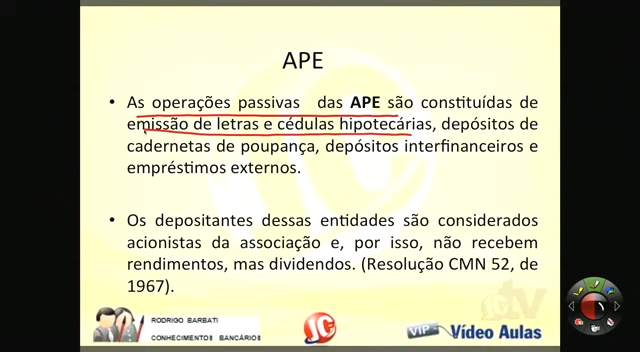 APE
• As operações passivas das APE são constituídas de
emissão de letras e cédulas hipotecárias, depósitos de
cadernetas de poupança, depósitos interfinanceiros e
empréstimos externos.
• Os depositantes dessas entidades são considerados
acionistas da associação e, por isso, não recebem
rendimentos, mas dividendos. (Resolução CMN 52, de
1967).
RODRIGO BARBATI
CONHECIMENTOS BANCÁRIOS
JC
VIP
Vídeo Aulas
tv